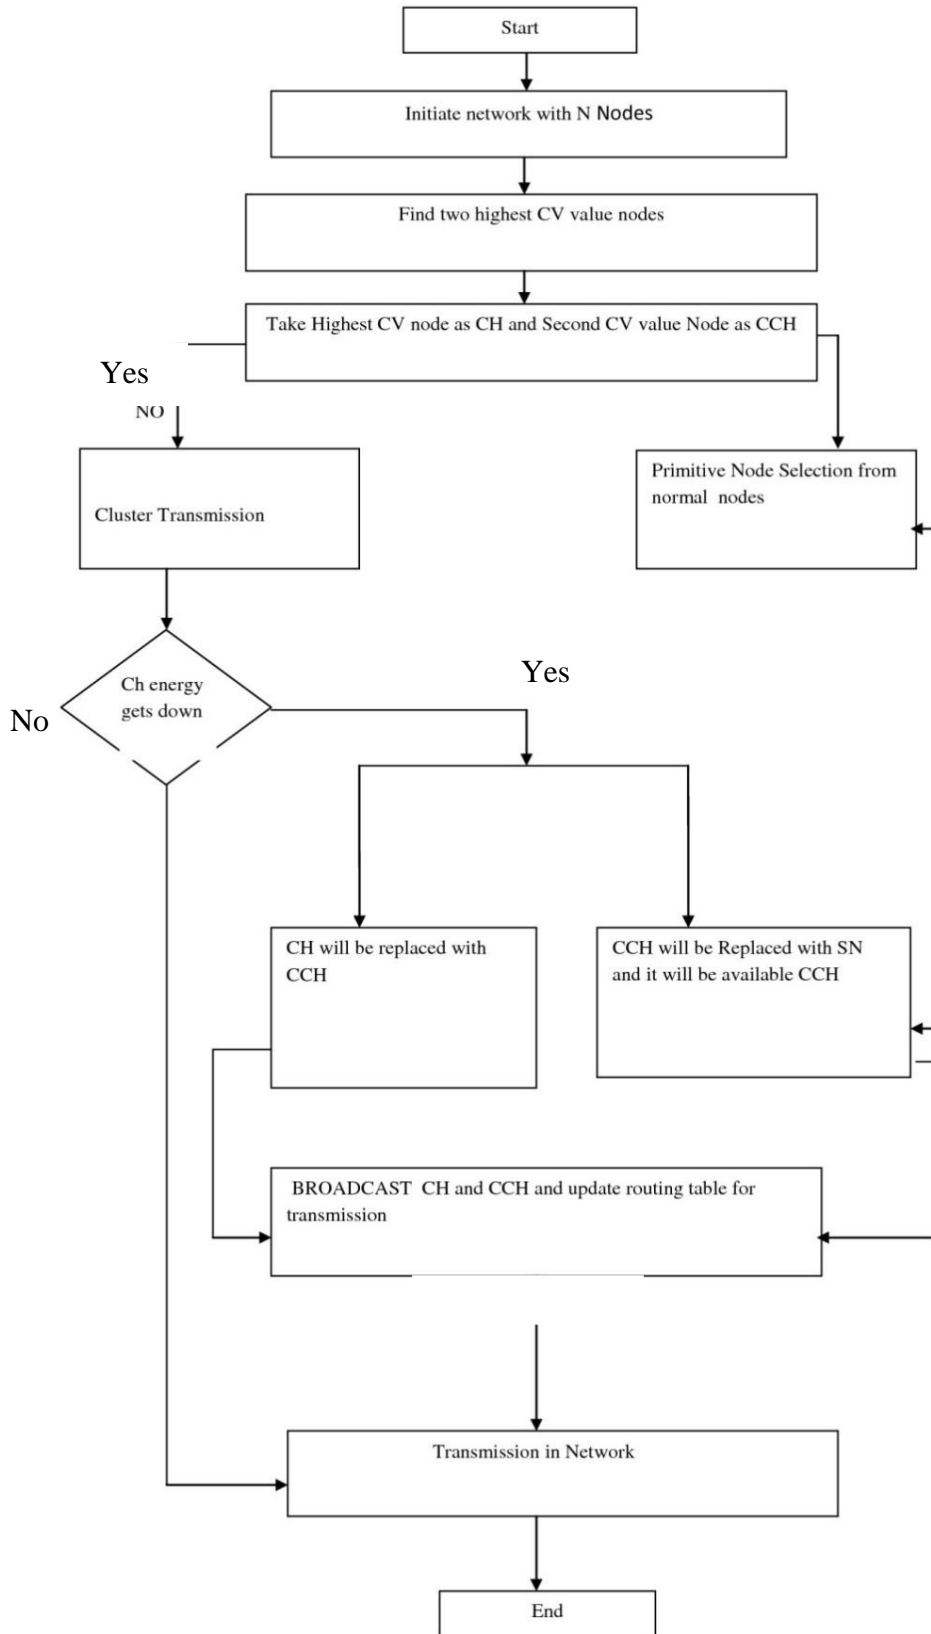 Start
Initiate network with N Nodes
Find two highest CV value nodes
Take Highest CV node as CH and Second CV value Node as CCH
Yes
NO
Cluster Transmission
Primitive Node Selection from
normal nodes
Ch energy
gets down
Yes
No
CH will be replaced with
CCH
CCH will be Replaced with SN
and it will be available CCH
BROADCAST CH and CCH and update routing table for
transmission
Transmission in Network
End